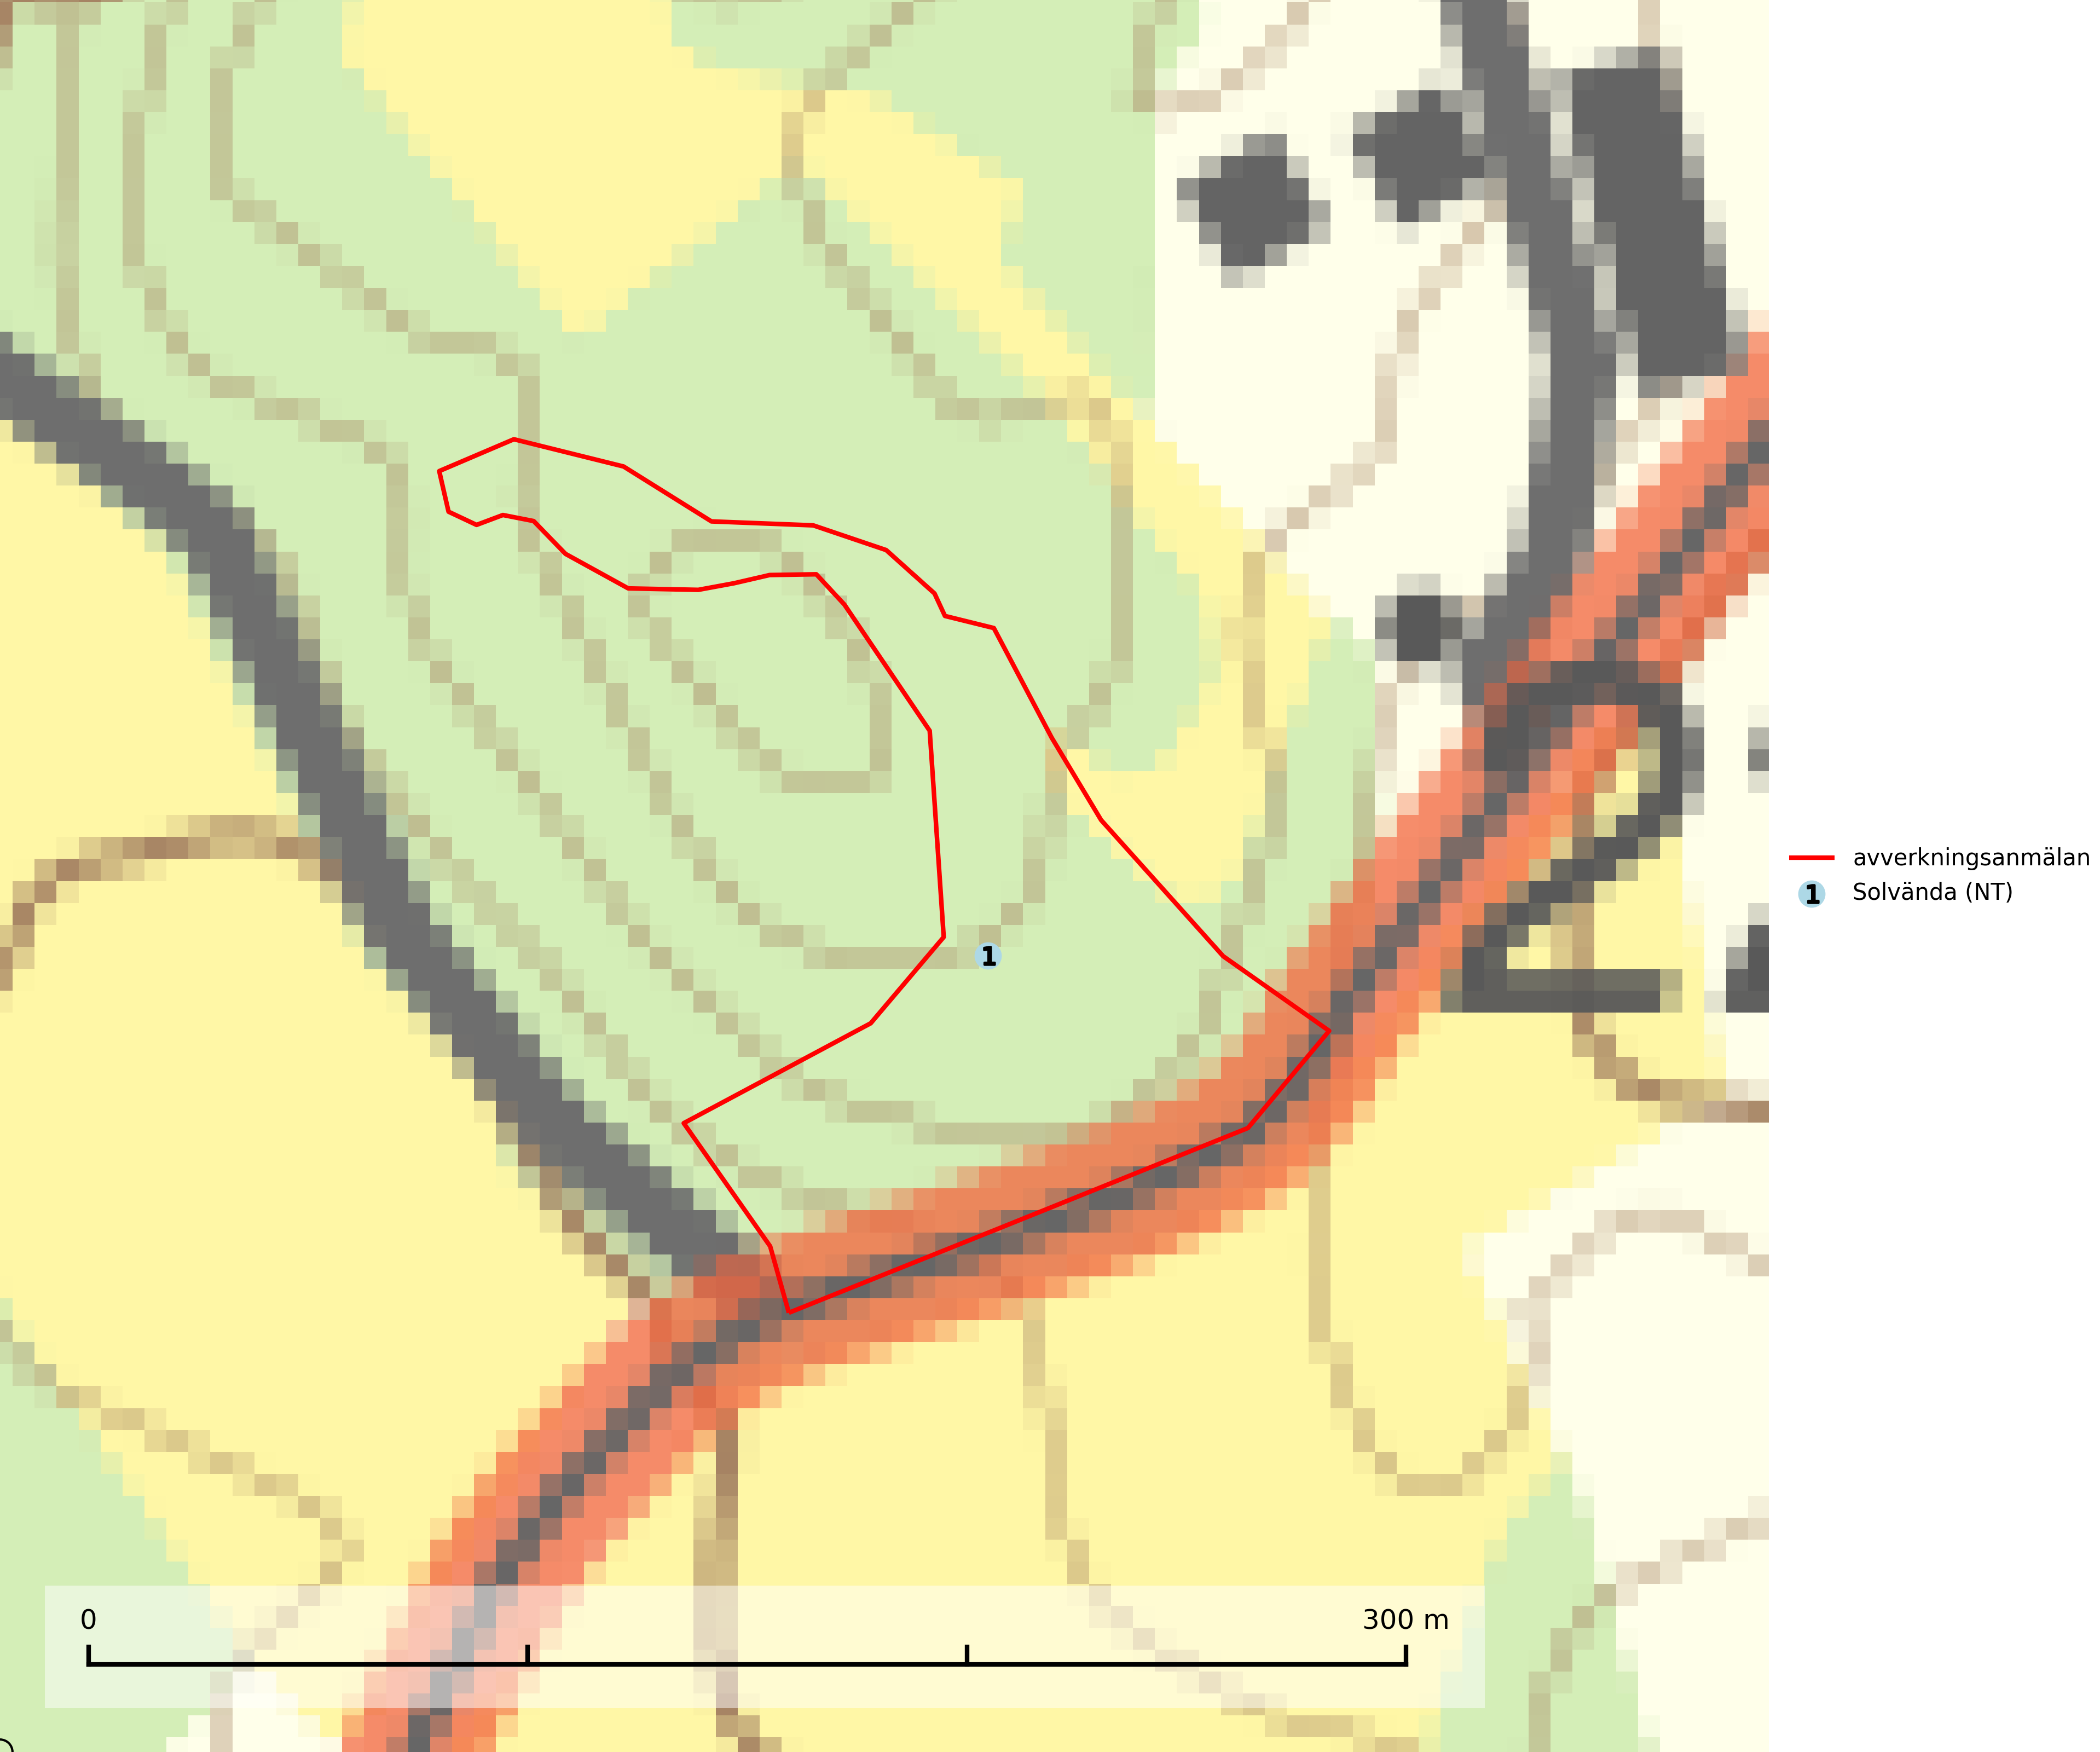 avverkningsanmälan
1 Solvända (NT)
1
0 300 m